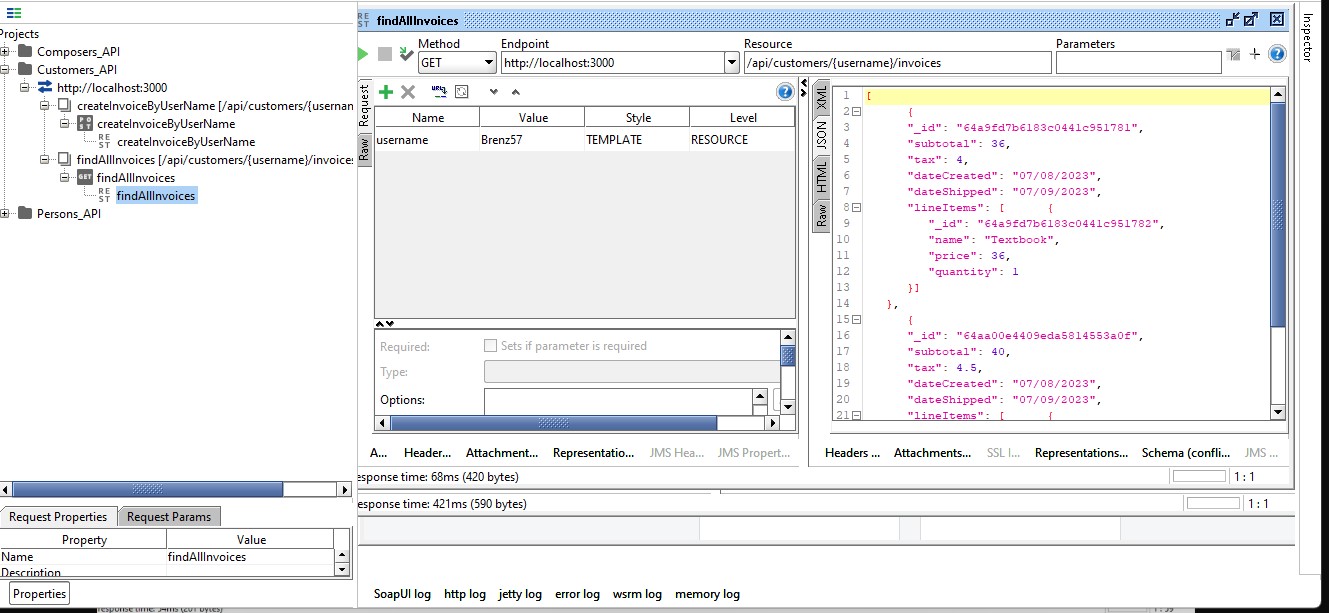 Projects
Composers_API
Customers_API
http://localhost:3000
createInvoiceByUserName [/api/customers/{usernan
POST createInvoiceByUserName
REST createInvoiceByUserName
findAllInvoices [/api/customers/{username}/invoice:
GET findAllInvoices
REST findAllInvoices
Persons_API
Request Properties Request Params
Property Value
Name findAllInvoices
Description
Properties
findAllInvoices
Method Endpoint Resource Parameters
GET http://localhost:3000 /api/customers/{username}/invoices
Request
Raw
Name Value Style Level
username Brenz57 TEMPLATE RESOURCE
Required: Sets if parameter is required
Type:
Options:
A... Header... Attachment... Representatio... JMS Hea... JMS Propert...
XML
JSON
HTML
Raw
1 [
2 {
3 "_id": "64a9fd7b6183c0441c951781",
4 "subtotal": 36,
5 "tax": 4,
6 "dateCreated": "07/08/2023",
7 "dateShipped": "07/09/2023",
8 "lineItems": [ {
9 "_id": "64a9fd7b6183c0441c951782",
10 "name": "Textbook",
11 "price": 36,
12 "quantity": 1
13 }]
14 },
15 {
16 "_id": "64aa00e4409eda5814553a0f",
17 "subtotal": 40,
18 "tax": 4.5,
19 "dateCreated": "07/08/2023",
20 "dateShipped": "07/09/2023",
21 "lineItems": [ {
Headers ... Attachments... SSL I... Representations... Schema (confli... JMS ...
esponse time: 68ms (420 bytes) 1 : 1
esponse time: 421ms (590 bytes) 1 : 1
SoapUI log http log jetty log error log wsrm log memory log
Inspector